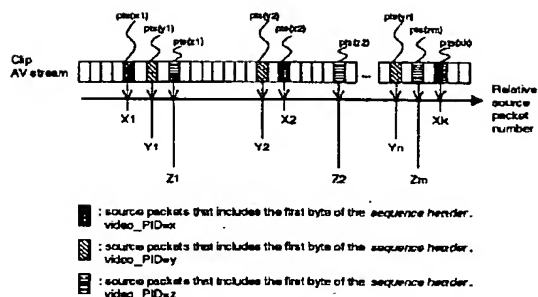 pts(x1) pts(y1) pts(z1) pts(y2) pts(x2) pts(z2) pts(yn) pts(zm) pts(xk)
Clip
AV stream
...
Relative
source
packet
number
X1 Y1 Z1 Y2 X2 Z2 Yn Zm Xk
: source packets that includes the first byte of the sequence header.
video_PID=x
: source packets that includes the first byte of the sequence header.
video_PID=y
: source packets that includes the first byte of the sequence header.
video_PID=z